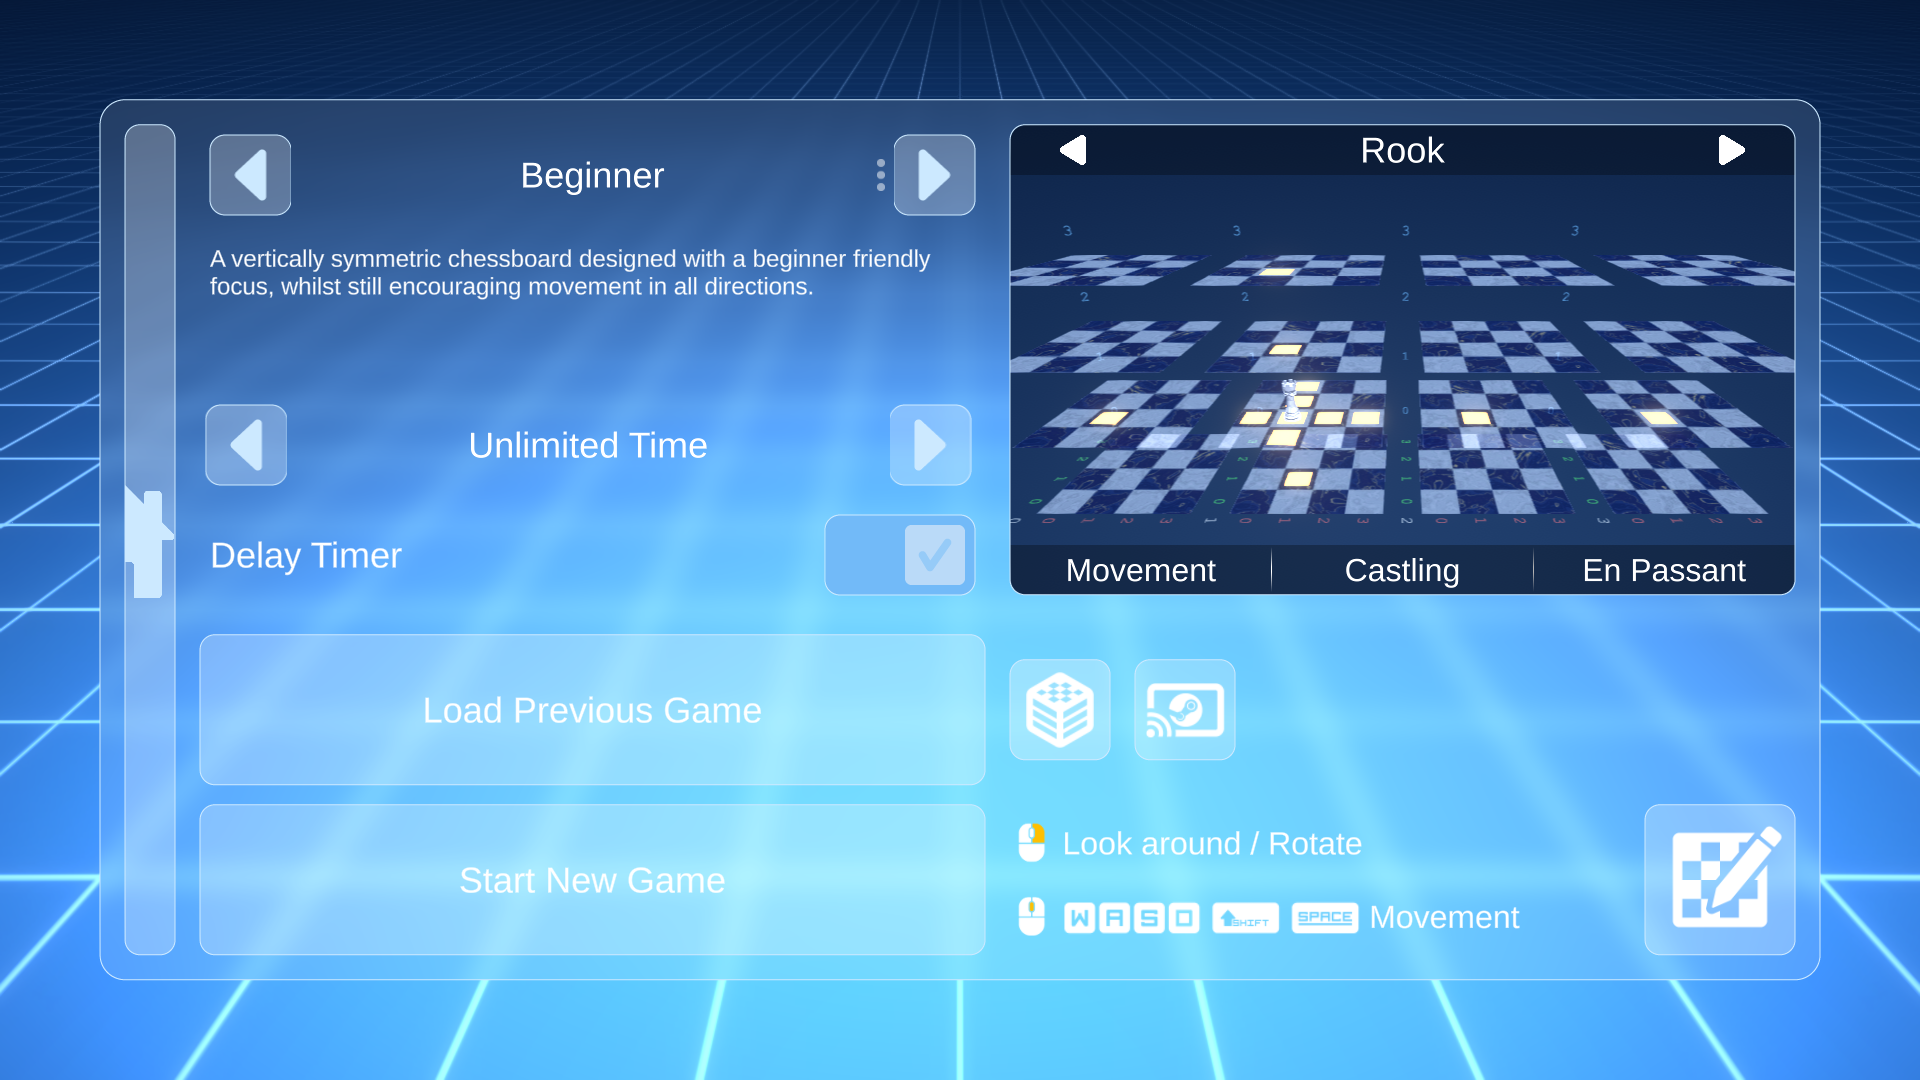 Beginner
A vertically symmetric chessboard designed with a beginner friendly
focus, whilst still encouraging movement in all directions.
Unlimited Time
Delay Timer
Load Previous Game
Start New Game
Rook
3 3 3 3
2 2 2 2
Movement Castling En Passant
Look around / Rotate
W A S D SHIFT SPACE Movement